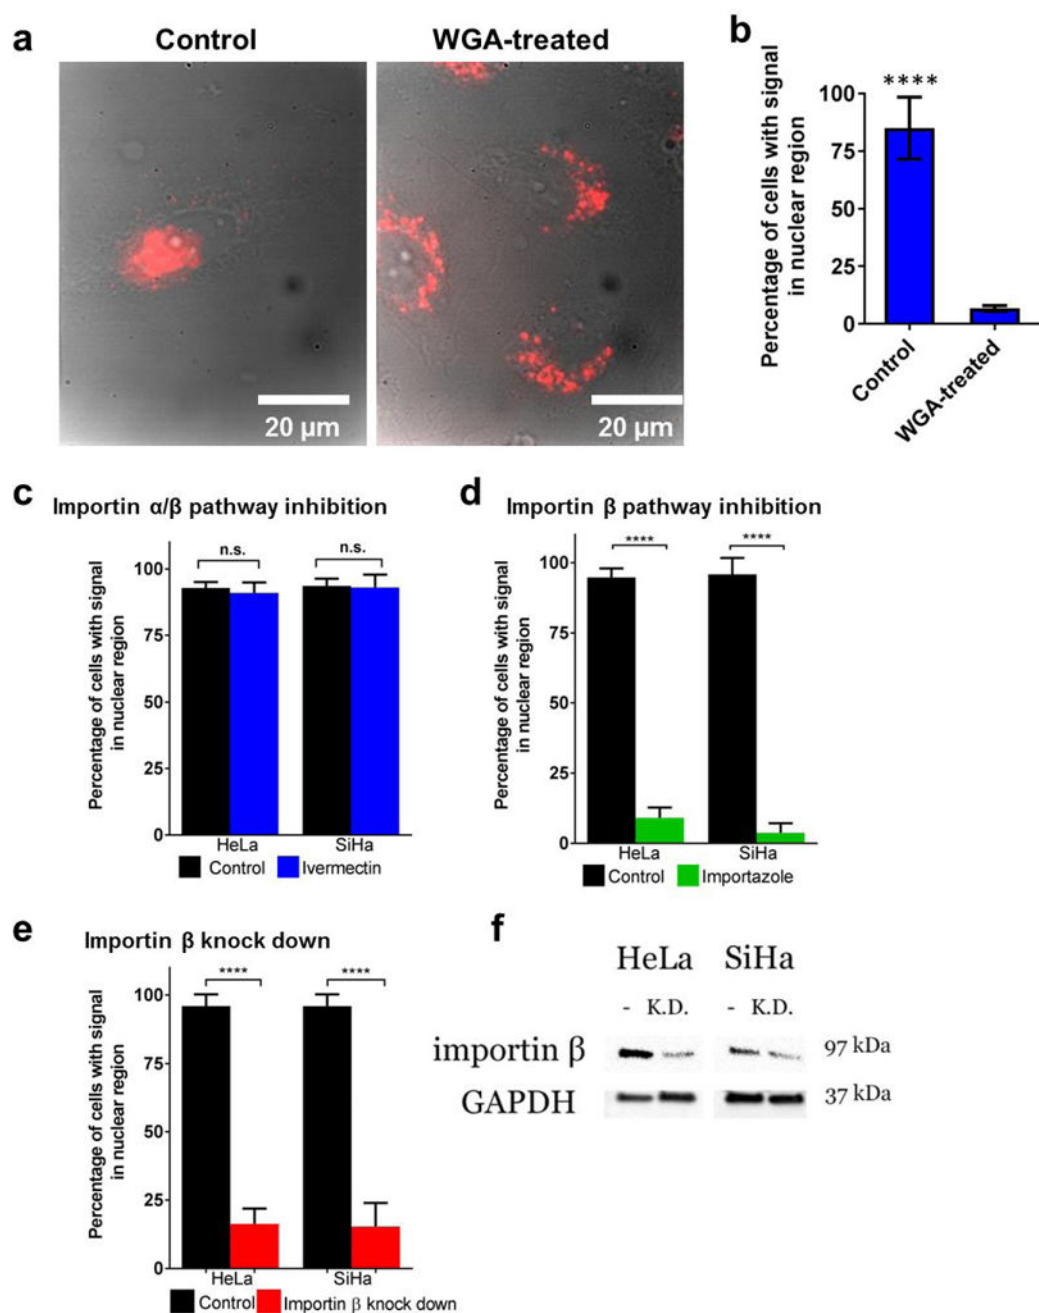 a
Control
WGA-treated
20 µm
20 µm
b
****
Percentage of cells with signal
in nuclear region
100
75
50
25
0
Control
WGA-treated
c
Importin α/β pathway inhibition
n.s.
n.s.
Percentage of cells with signal
in nuclear region
100
75
50
25
0
HeLa
SiHa
Control
Ivermectin
d
Importin β pathway inhibition
****
****
Percentage of cells with signal
in nuclear region
100
75
50
25
0
HeLa
SiHa
Control
Importazole
e
Importin β knock down
****
****
Percentage of cells with signal
in nuclear region
100
75
50
25
0
HeLa
SiHa
Control
Importin β knock down
f
HeLa SiHa
- K.D. - K.D.
importin β 97 kDa
GAPDH 37 kDa